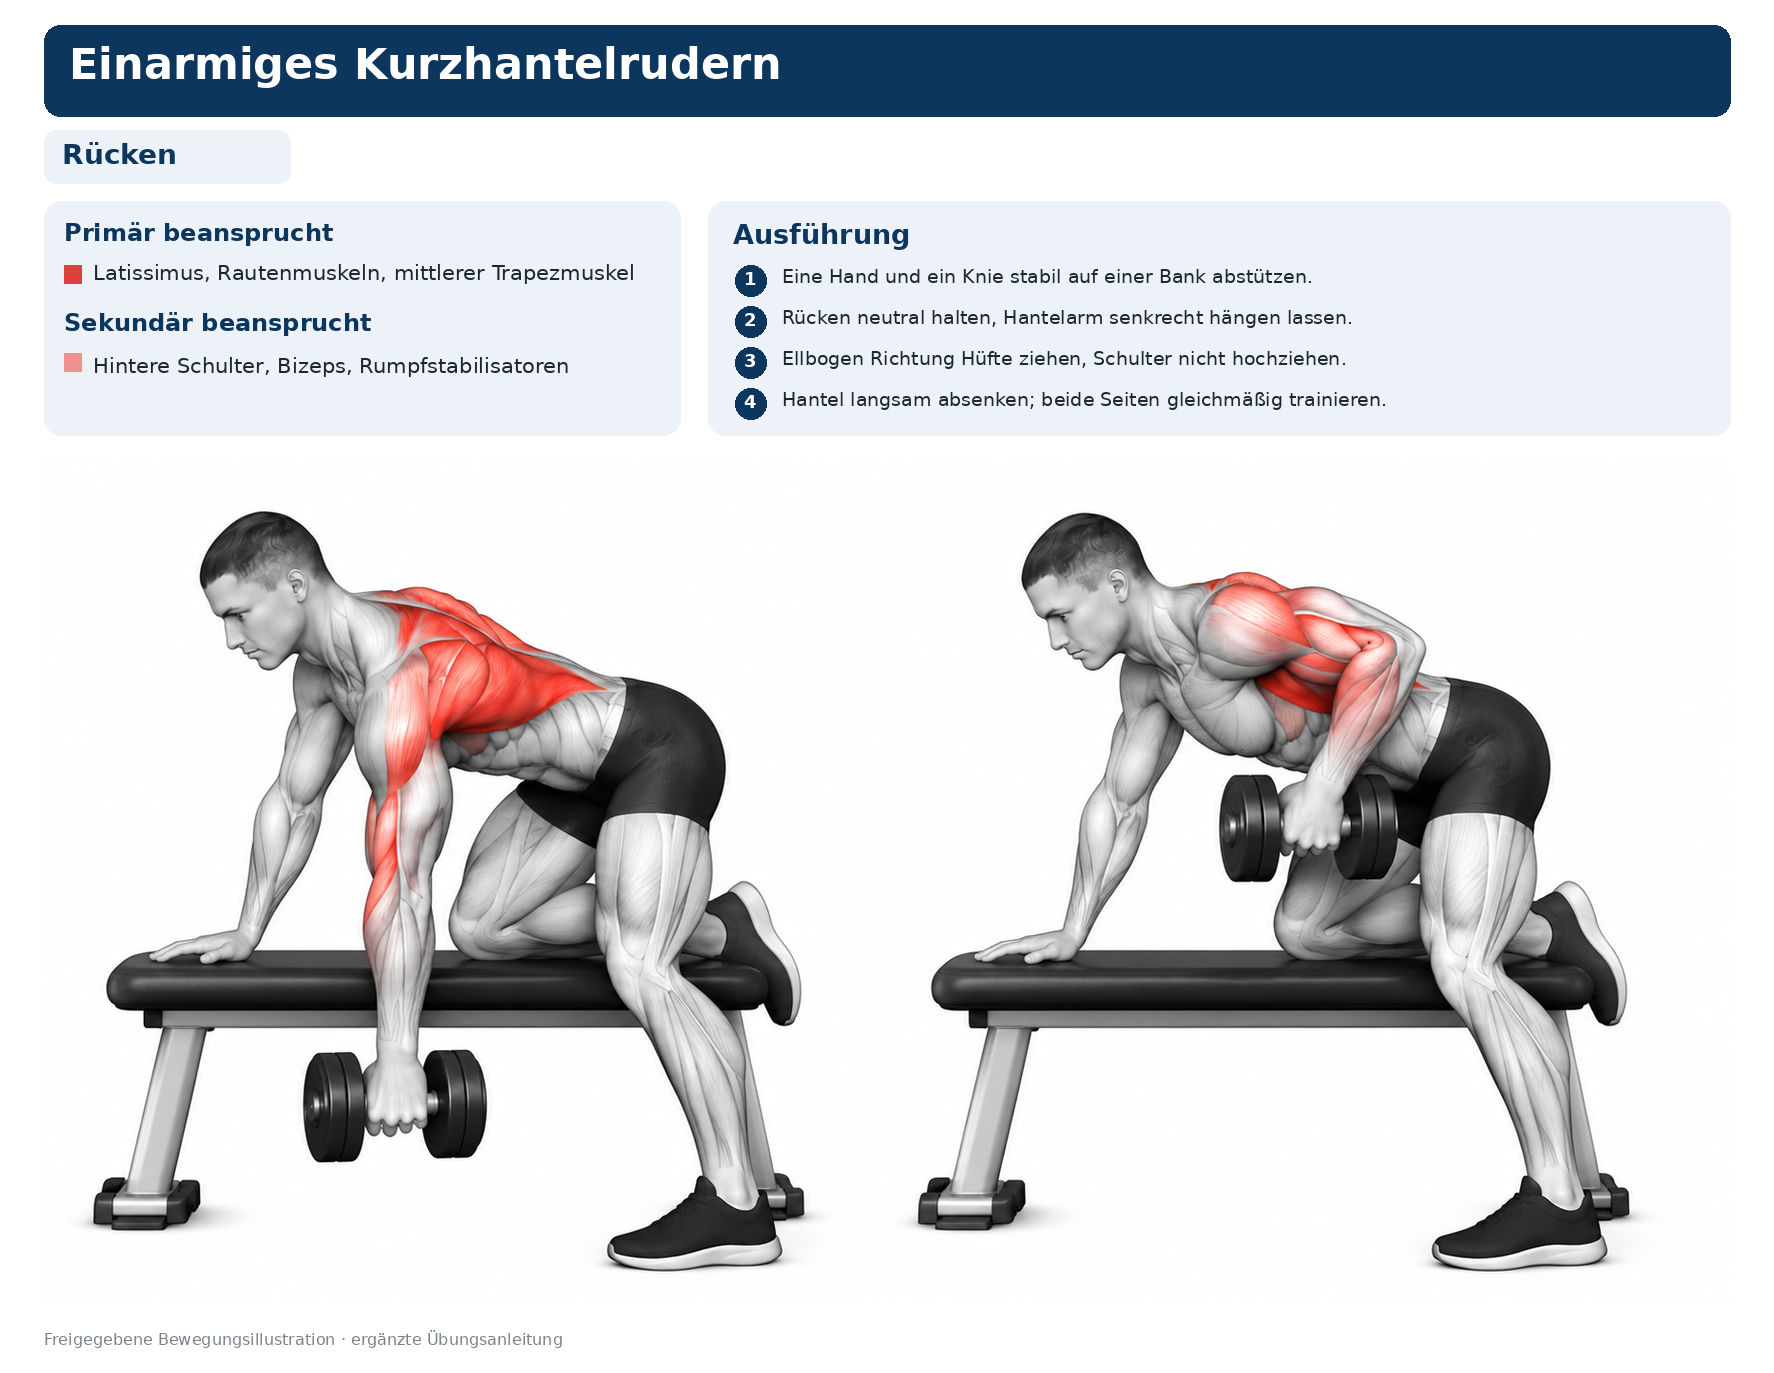 Einarmiges Kurzhantelrudern
Rücken
Primär beansprucht
Latissimus, Rautenmuskeln, mittlerer Trapezmuskel
Sekundär beansprucht
Hintere Schulter, Bizeps, Rumpfstabilisatoren
Ausführung
1 Eine Hand und ein Knie stabil auf einer Bank abstützen.
2 Rücken neutral halten, Hantelarm senkrecht hängen lassen.
3 Ellbogen Richtung Hüfte ziehen, Schulter nicht hochziehen.
4 Hantel langsam absenken; beide Seiten gleichmäßig trainieren.
Freigegebene Bewegungsillustration · ergänzte Übungsanleitung